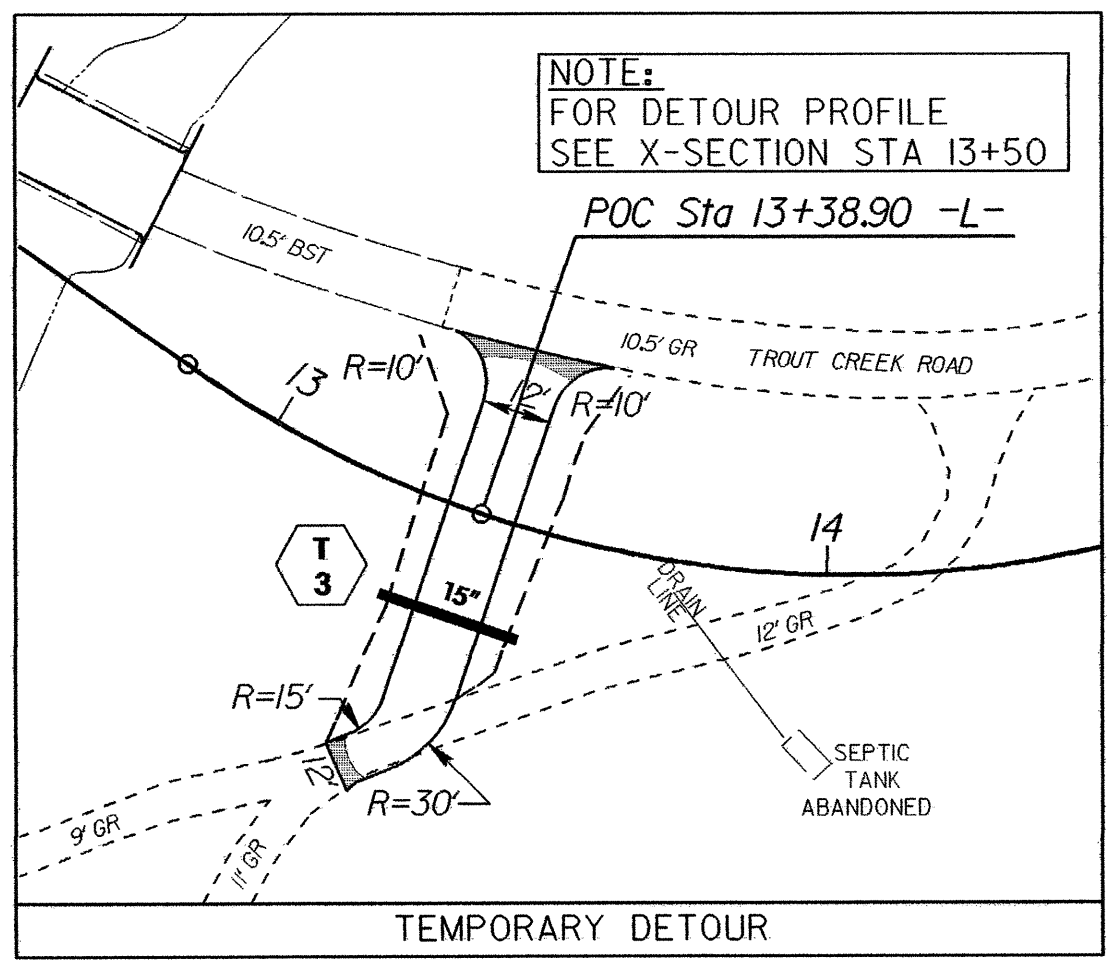 NOTE:
FOR DETOUR PROFILE
SEE X-SECTION STA 13+50
POC Sta 13+38.90 -L-
10.5' BST
10.5' GR
TROUT CREEK ROAD
R=10'
13
12'
R=10'
T
3
15"
14
DRAIN
LINE
12' GR
R=15'
12'
R=30'
SEPTIC
TANK
ABANDONED
9' GR
11' GR
TEMPORARY DETOUR